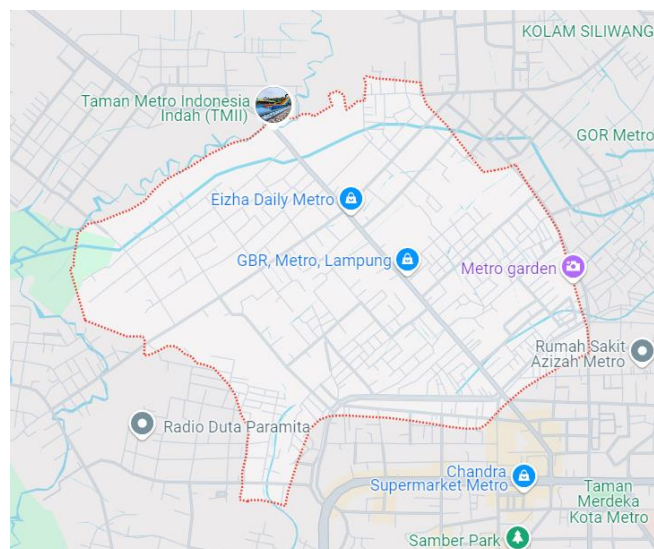 KOLAM SILIWANG
Taman Metro Indonesia
Indah (TMII)
GOR Metro
Eizha Daily Metro
GBR, Metro, Lampung
Metro garden
Rumah Sakit
Azizah Metro
Radio Duta Paramita
Chandra
Supermarket Metro
Taman
Merdeka
Kota Metro
Samber Park